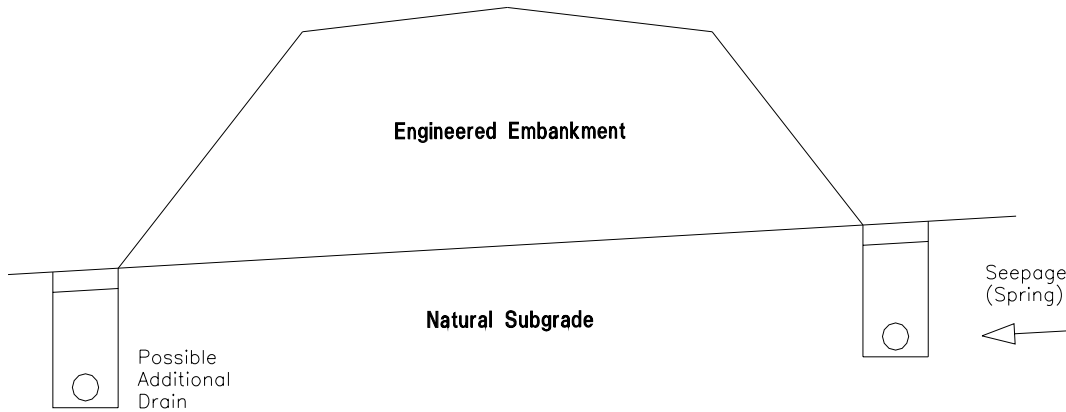 Engineered Embankment
Seepage
(Spring)
Natural Subgrade
Possible
Additional
Drain